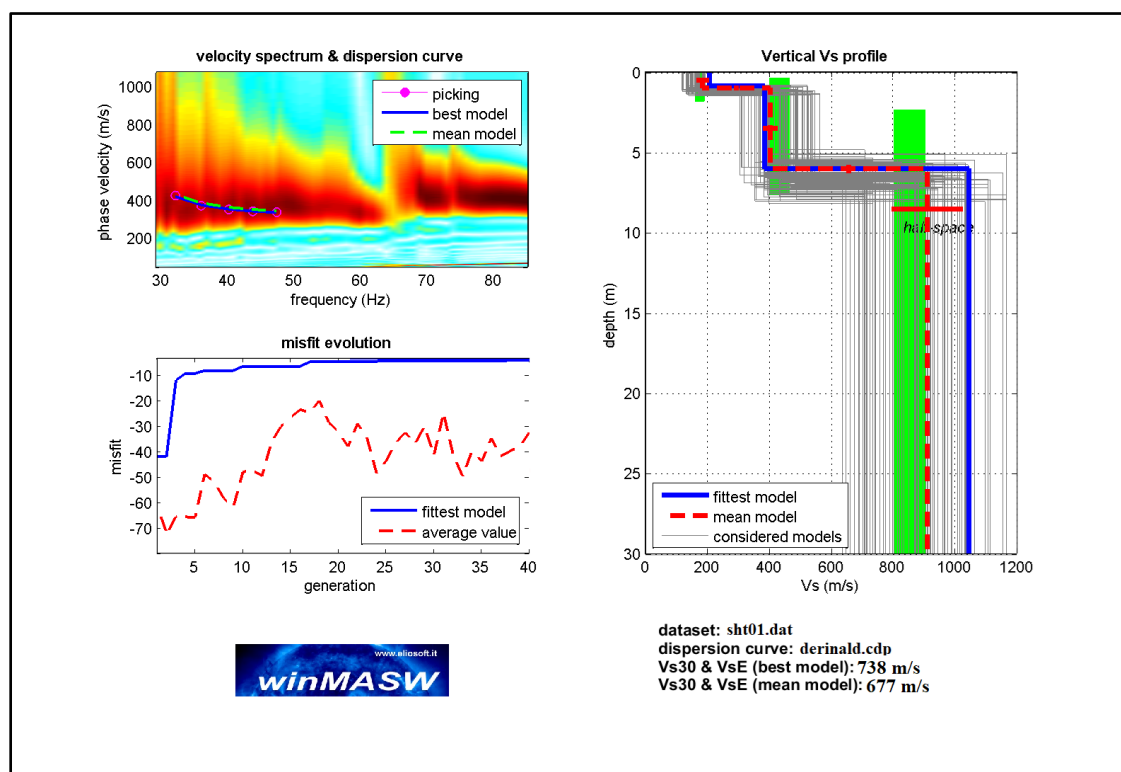 velocity spectrum & dispersion curve
1000
800
600
400
200
phase velocity (m/s)
picking
best model
mean model
30 40 50 60 70 80
frequency (Hz)
misfit evolution
-10
-20
-30
-40
-50
-60
-70
misfit
fittest model
average value
5 10 15 20 25 30 35 40
generation
www.eliosoft.it
winMASW
Vertical Vs profile
0
5
10
15
20
25
30
depth (m)
half-space
fittest model
mean model
considered models
0 200 400 600 800 1000 1200
Vs (m/s)
dataset: sht01.dat
dispersion curve: derinald.cdp
Vs30 & VsE (best model): 738 m/s
Vs30 & VsE (mean model): 677 m/s